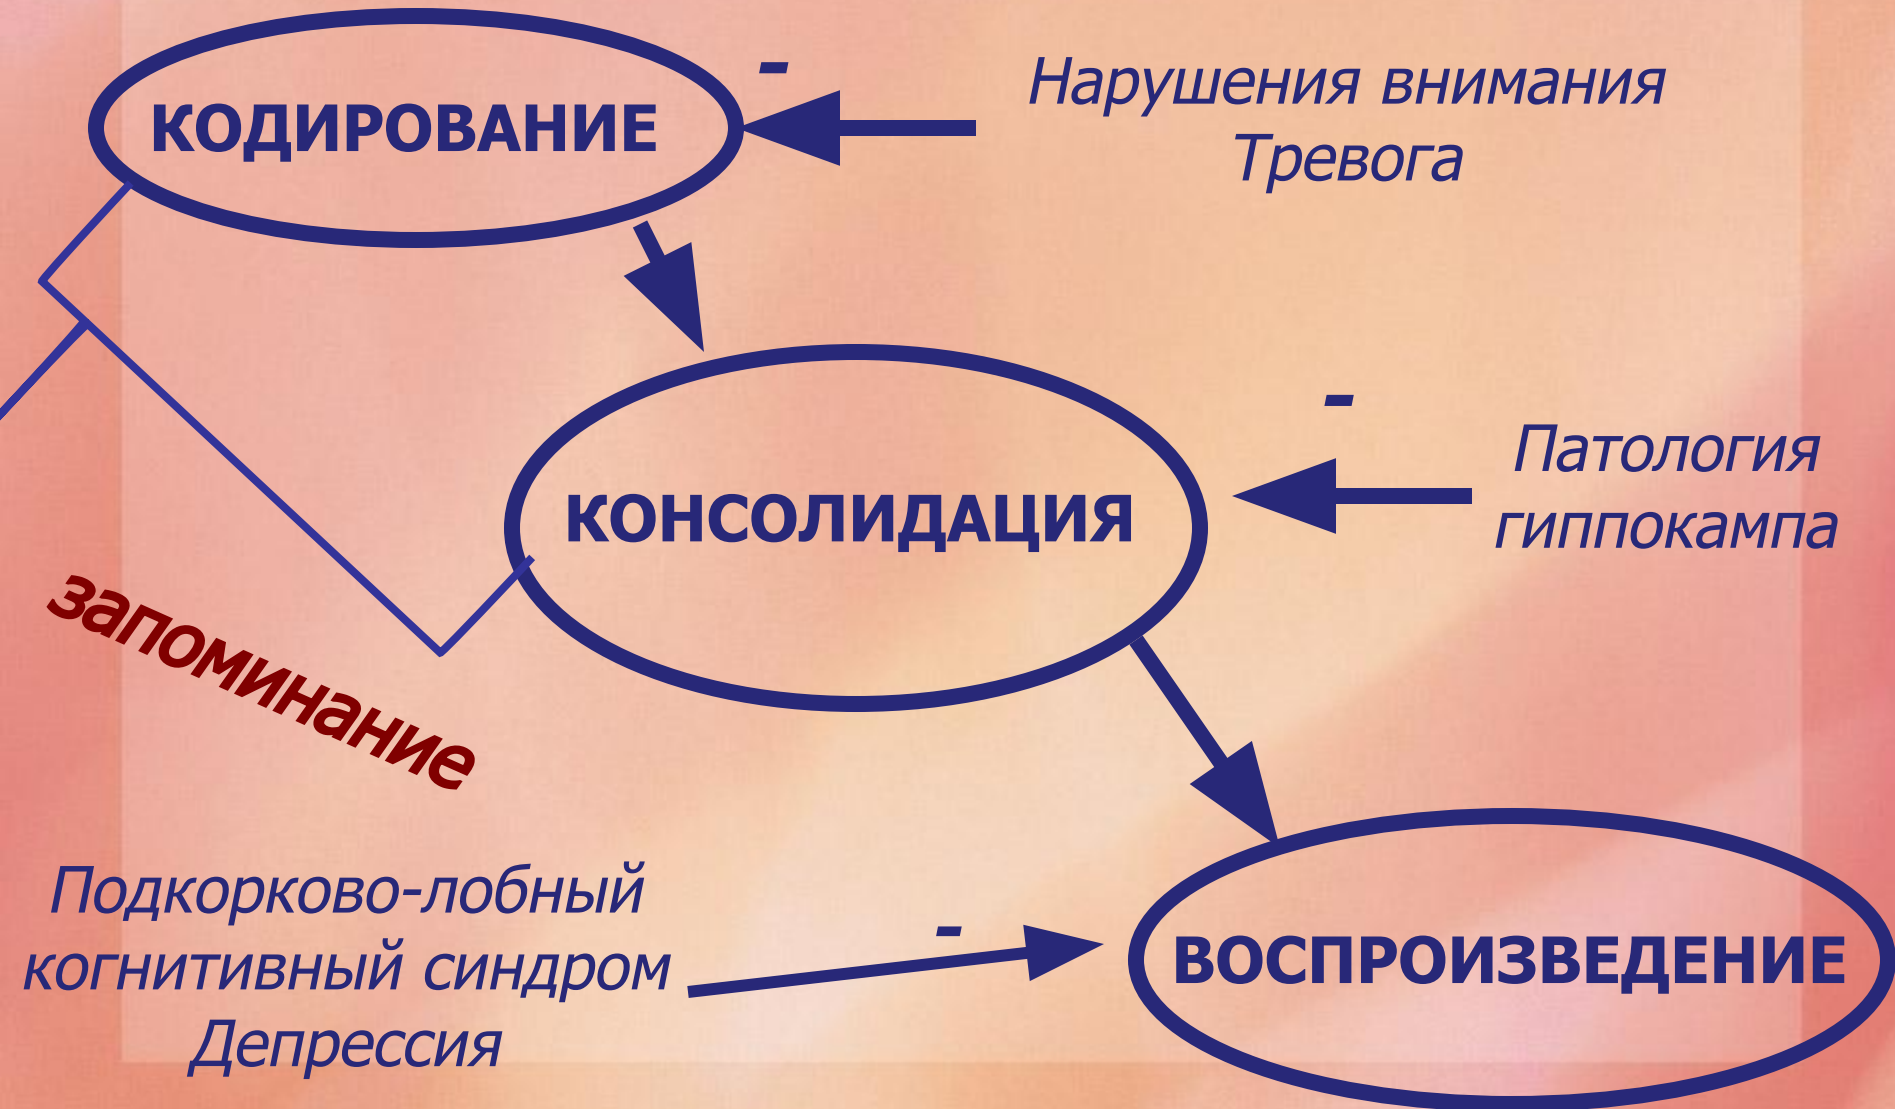 -
Нарушения внимания
КОДИРОВАНИЕ
Тревога
-
Патология
КОНСОЛИДАЦИЯ
гиппокампа
запоминание
Подкорково-лобный
-
ВОСПРОИЗВЕДЕНИЕ
когнитивный синдром
Депрессия